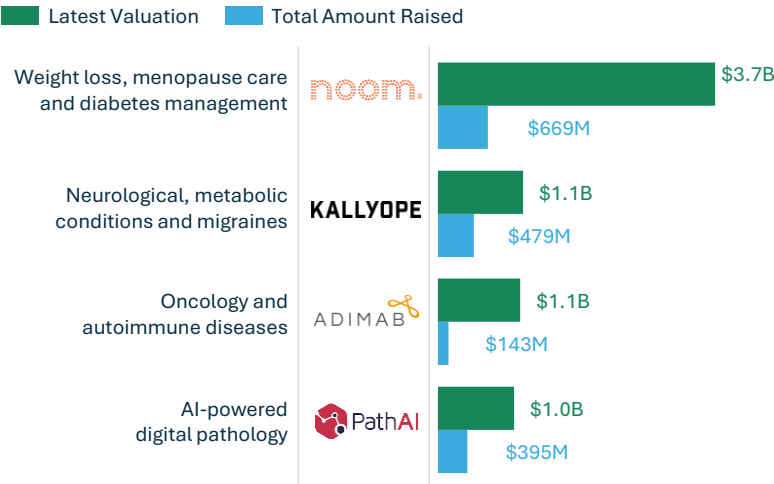 Latest Valuation Total Amount Raised
Weight loss, menopause care
and diabetes management
noom®
$3.7B
$669M
Neurological, metabolic
conditions and migraines
KALLYOPE
$1.1B
$479M
Oncology and
autoimmune diseases
ADIMAB
$1.1B
$143M
AI-powered
digital pathology
PathAI
$1.0B
$395M